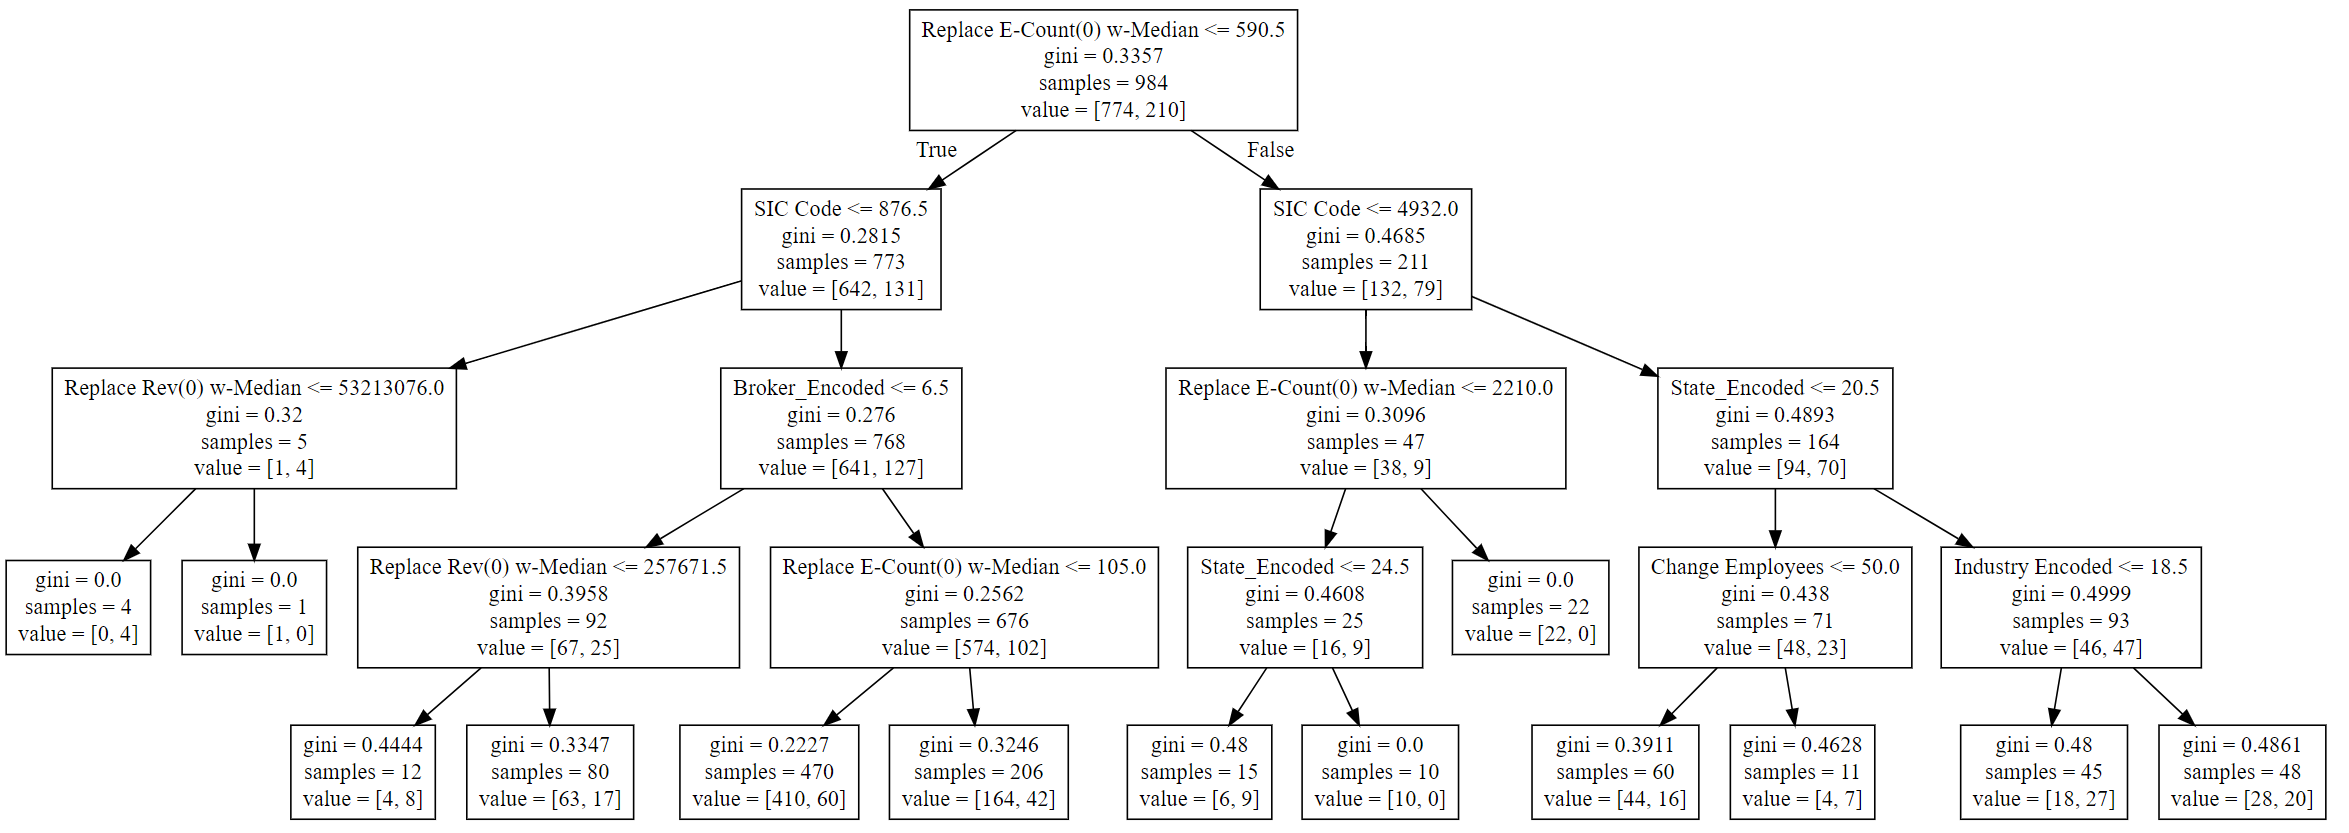 Replace E-Count(0) w-Median <= 590.5
gini = 0.3357
samples = 984
value = [774, 210]
True
False
SIC Code <= 876.5
gini = 0.2815
samples = 773
value = [642, 131]
SIC Code <= 4932.0
gini = 0.4685
samples = 211
value = [132, 79]
Replace Rev(0) w-Median <= 53213076.0
gini = 0.32
samples = 5
value = [1, 4]
Broker_Encoded <= 6.5
gini = 0.276
samples = 768
value = [641, 127]
Replace E-Count(0) w-Median <= 2210.0
gini = 0.3096
samples = 47
value = [38, 9]
State_Encoded <= 20.5
gini = 0.4893
samples = 164
value = [94, 70]
gini = 0.0
samples = 4
value = [0, 4]
gini = 0.0
samples = 1
value = [1, 0]
Replace Rev(0) w-Median <= 257671.5
gini = 0.3958
samples = 92
value = [67, 25]
Replace E-Count(0) w-Median <= 105.0
gini = 0.2562
samples = 676
value = [574, 102]
State_Encoded <= 24.5
gini = 0.4608
samples = 25
value = [16, 9]
gini = 0.0
samples = 22
value = [22, 0]
Change Employees <= 50.0
gini = 0.438
samples = 71
value = [48, 23]
Industry Encoded <= 18.5
gini = 0.4999
samples = 93
value = [46, 47]
gini = 0.4444
samples = 12
value = [4, 8]
gini = 0.3347
samples = 80
value = [63, 17]
gini = 0.2227
samples = 470
value = [410, 60]
gini = 0.3246
samples = 206
value = [164, 42]
gini = 0.48
samples = 15
value = [6, 9]
gini = 0.0
samples = 10
value = [10, 0]
gini = 0.3911
samples = 60
value = [44, 16]
gini = 0.4628
samples = 11
value = [4, 7]
gini = 0.48
samples = 45
value = [18, 27]
gini = 0.4861
samples = 48
value = [28, 20]